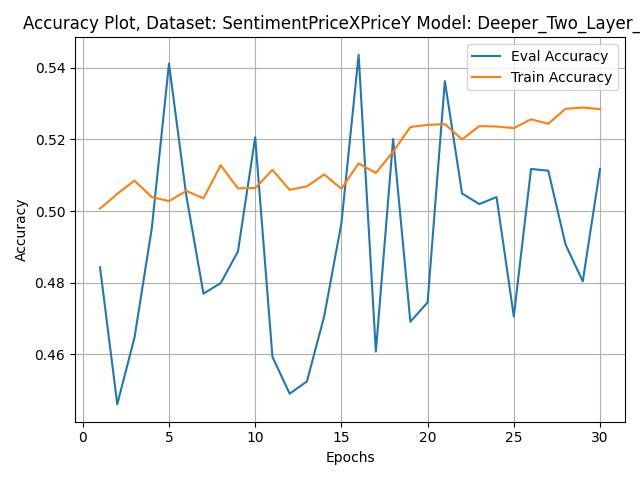 Accuracy Plot, Dataset: SentimentPriceXPriceY Model: Deeper_Two_Layer_
Eval Accuracy
Train Accuracy
0.54
0.52
0.50
0.48
0.46
Accuracy
0 5 10 15 20 25 30
Epochs